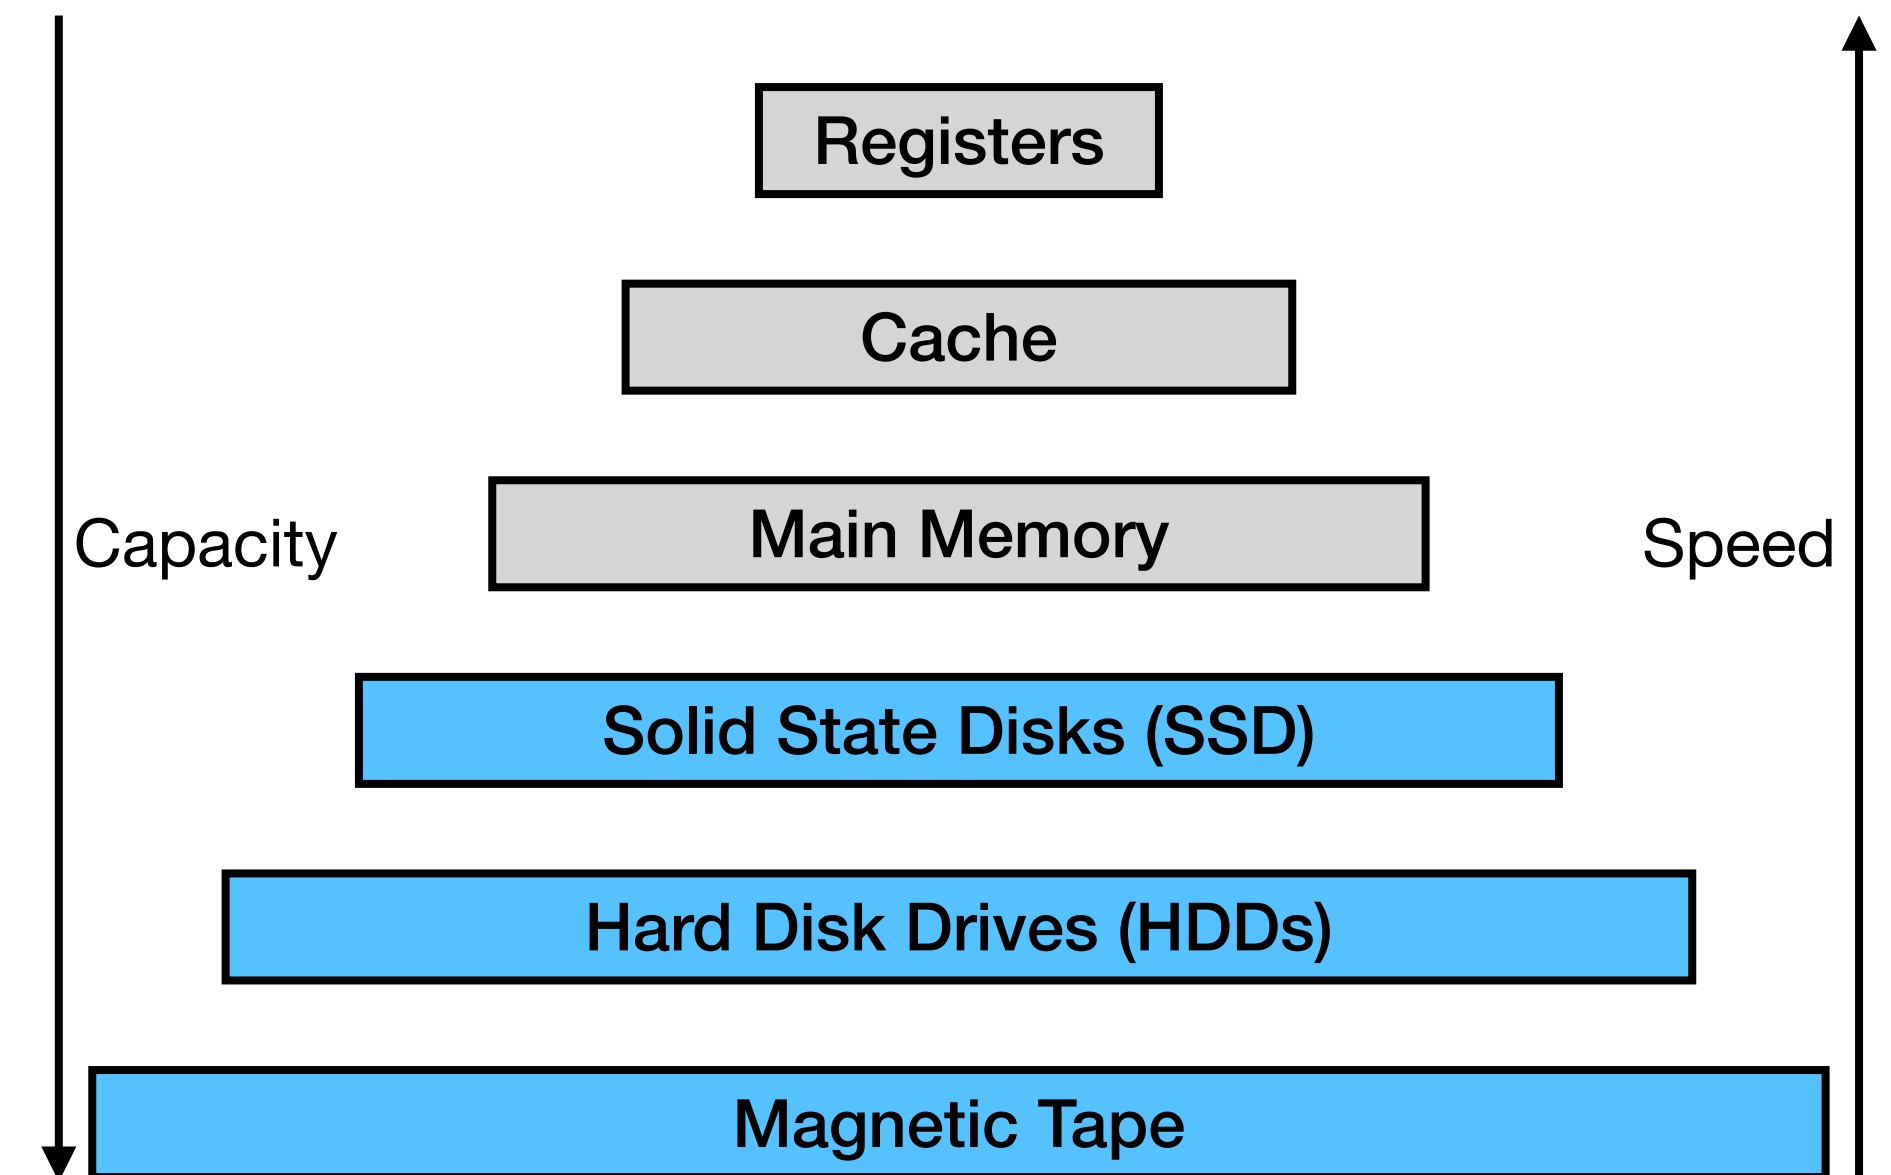 Registers
Cache
Main Memory
Capacity
Speed
Solid State Disks (SSD)
Hard Disk Drives (HDDs)
Magnetic Tape